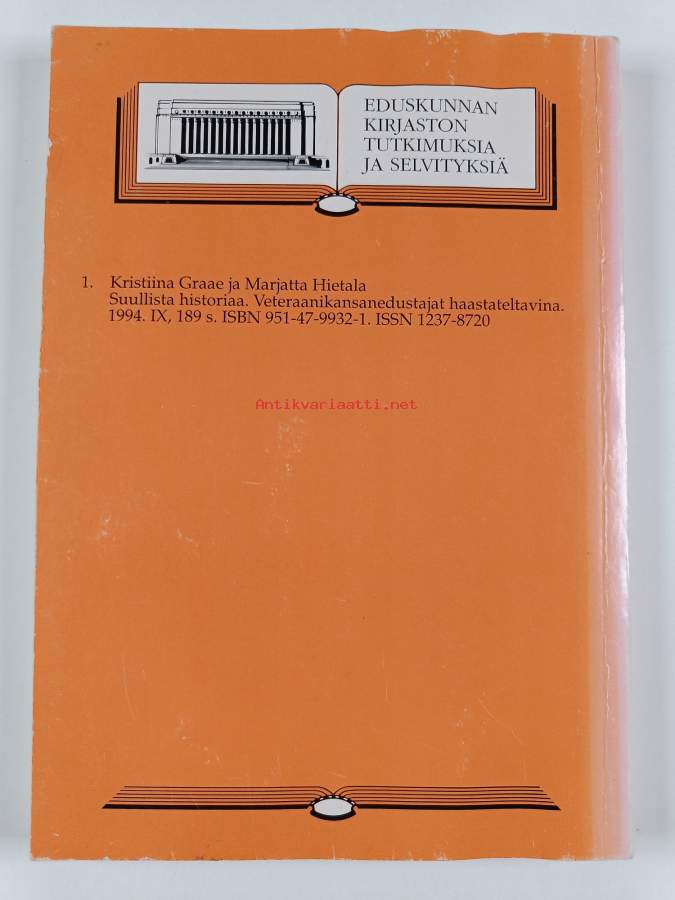 EDUSKUNNAN
KIRJASTON
TUTKIMUKSIA
JA SELVITYKSIÄ
1. Kristiina Graae ja Marjatta Hietala
Suullista historiaa. Veteraanikansanedustajat haastateltavina.
1994. IX, 189 s. ISBN 951-47-9932-1. ISSN 1237-8720
Antikvariaatti.net